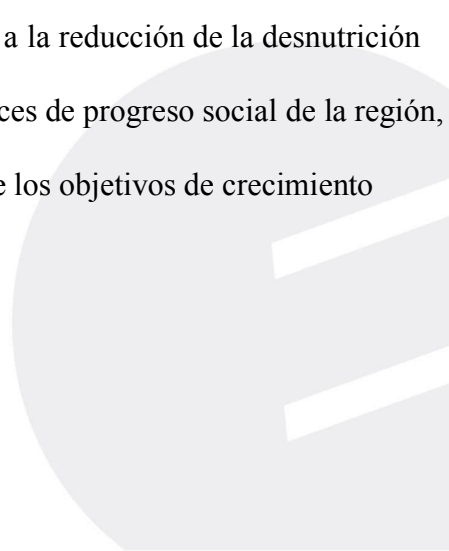 a la reducción de la desnutrición
ces de progreso social de la región,
e los objetivos de crecimiento